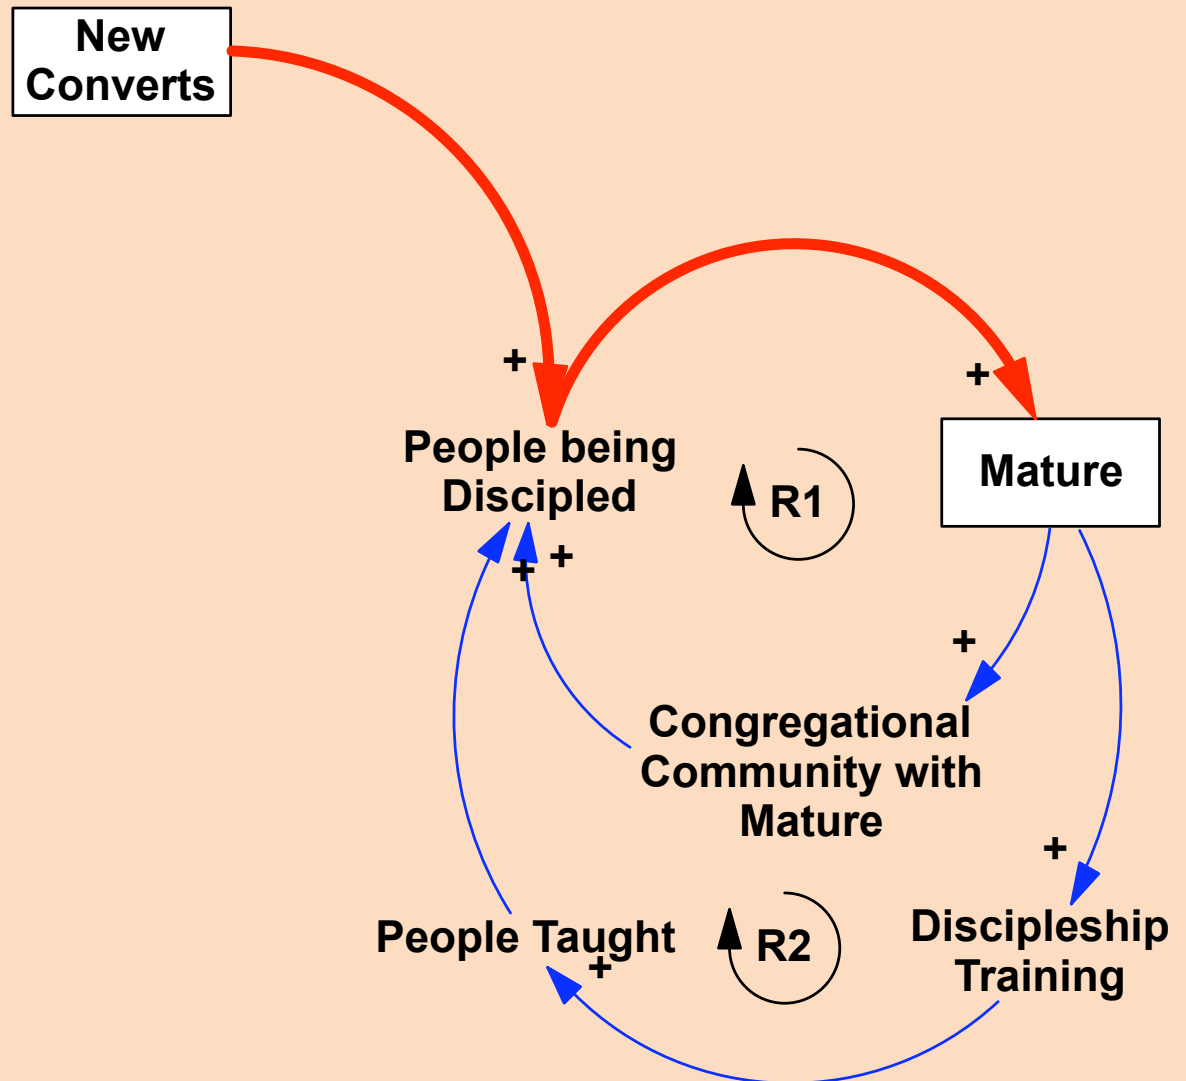 New
Converts
+
+
People being
Discipled
R1
Mature
+
+
+
Congregational
Community with
Mature
+
People Taught
R2
Discipleship
Training
+